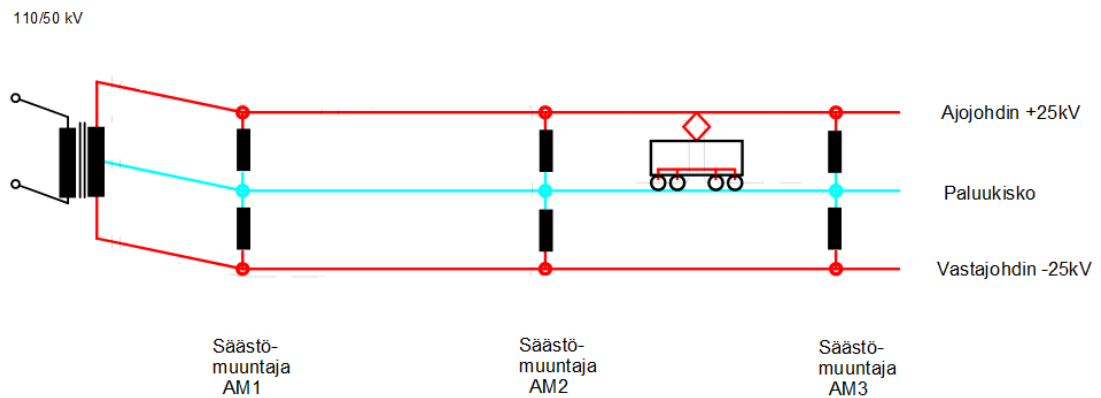 110/50 kV
Ajojohdin +25kV
Paluukisko
Vastajohdin -25kV
Säästö-
muuntaja
AM1
Säästö-
muuntaja
AM2
Säästö-
muuntaja
AM3